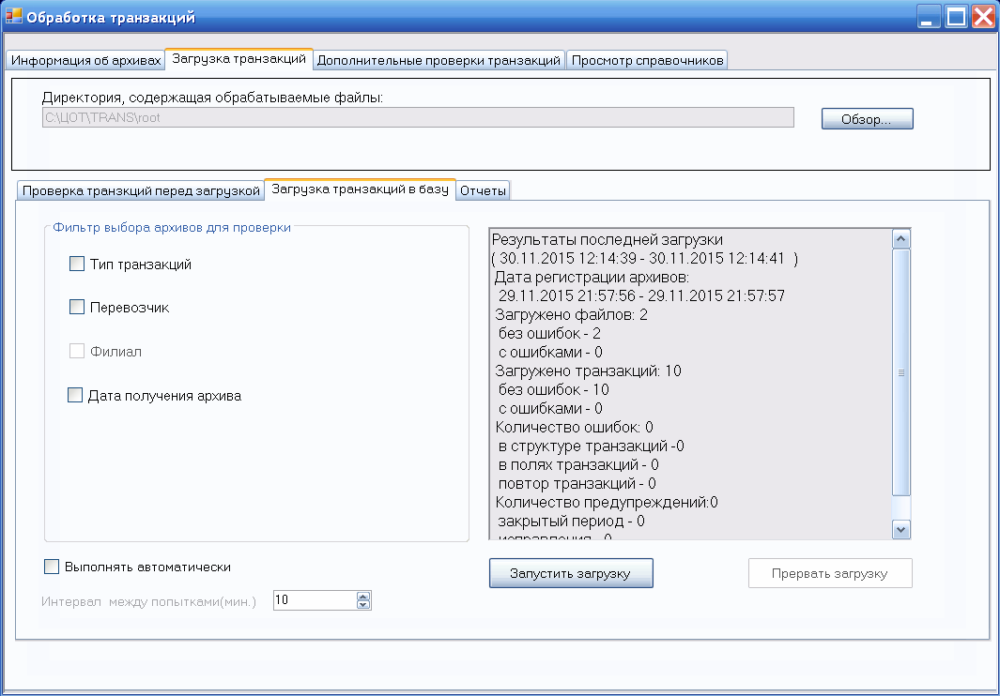 Обработка транзакций
Информация об архивах
Загрузка транзакций
Дополнительные проверки транзакций
Просмотр справочников
Директория, содержащая обрабатываемые файлы:
C:\ЦОТ\TRANS\root
Обзор...
Проверка транзкций перед загрузкой
Загрузка транзакций в базу
Отчеты
Фильтр выбора архивов для проверки
Тип транзакций
Перевозчик
Филиал
Дата получения архива
Результаты последней загрузки
( 30.11.2015 12:14:39 - 30.11.2015 12:14:41 )
Дата регистрации архивов:
29.11.2015 21:57:56 - 29.11.2015 21:57:57
Загружено файлов: 2
без ошибок - 2
с ошибками - 0
Загружено транзакций: 10
без ошибок - 10
с ошибками - 0
Количество ошибок: 0
в структуре транзакций -0
в полях транзакций - 0
повтор транзакций - 0
Количество предупреждений:0
закрытый период - 0
исправления - 0
Выполнять автоматически
Интервал между попытками(мин.)
10
Запустить загрузку
Прервать загрузку